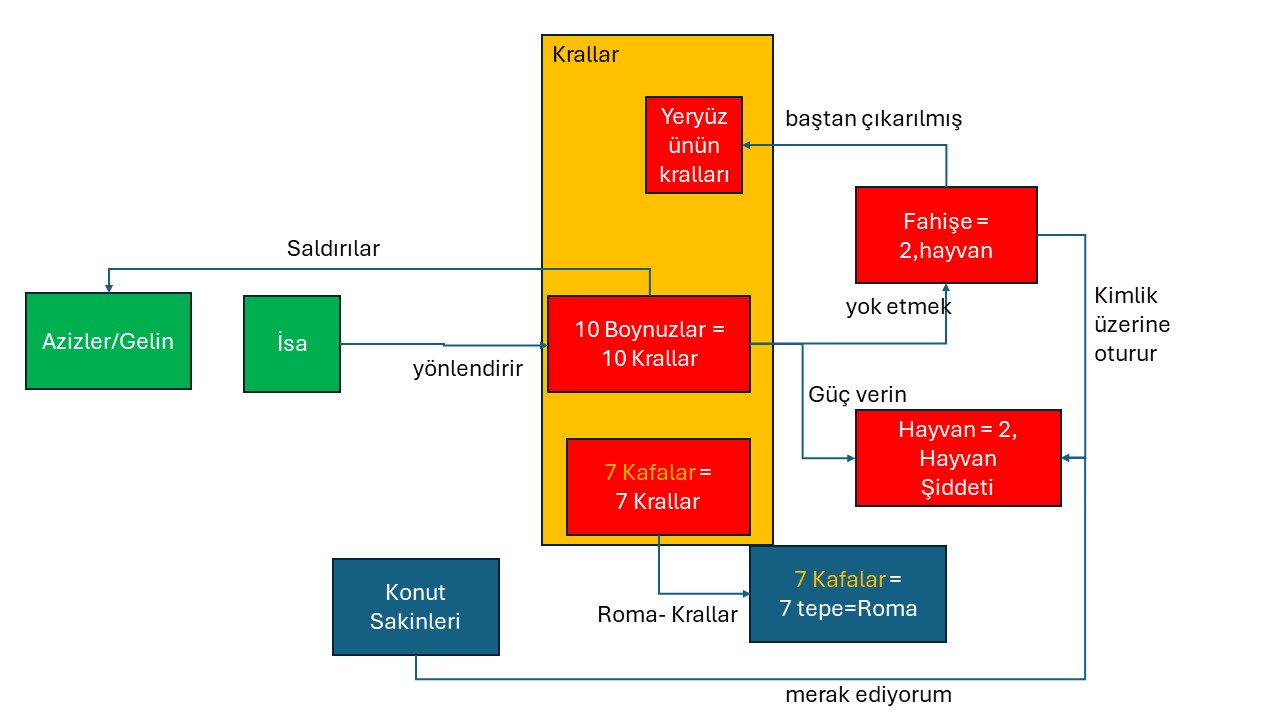 Krallar
Yeryüz
ünün
kralları
baştan çıkarılmış
Fahişe =
2,hayvan
Saldırılar
Azizler/Gelin
İsa
yönlendirir
10 Boynuzlar =
10 Krallar
yok etmek
Kimlik
üzerine
oturur
Güç verin
Hayvan = 2,
Hayvan
Şiddeti
7 Kafalar =
7 Krallar
Konut
Sakinleri
Roma- Krallar
7 Kafalar =
7 tepe=Roma
merak ediyorum